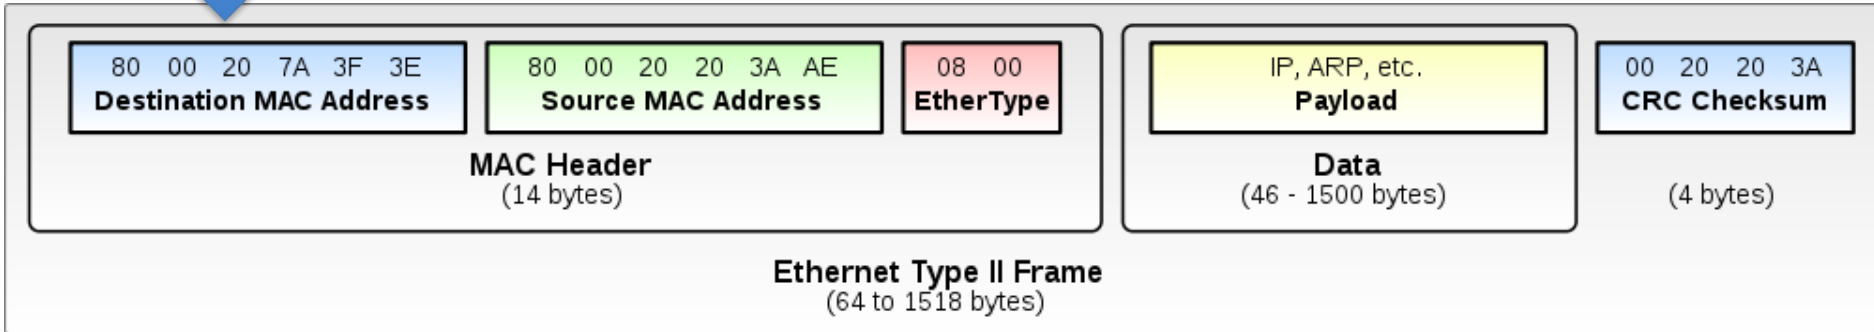 80 00 20 7A 3F 3E
Destination MAC Address
80 00 20 20 3A AE
Source MAC Address
08 00
EtherType
MAC Header
(14 bytes)
IP, ARP, etc.
Payload
Data
(46 - 1500 bytes)
00 20 20 3A
CRC Checksum
(4 bytes)
Ethernet Type II Frame
(64 to 1518 bytes)